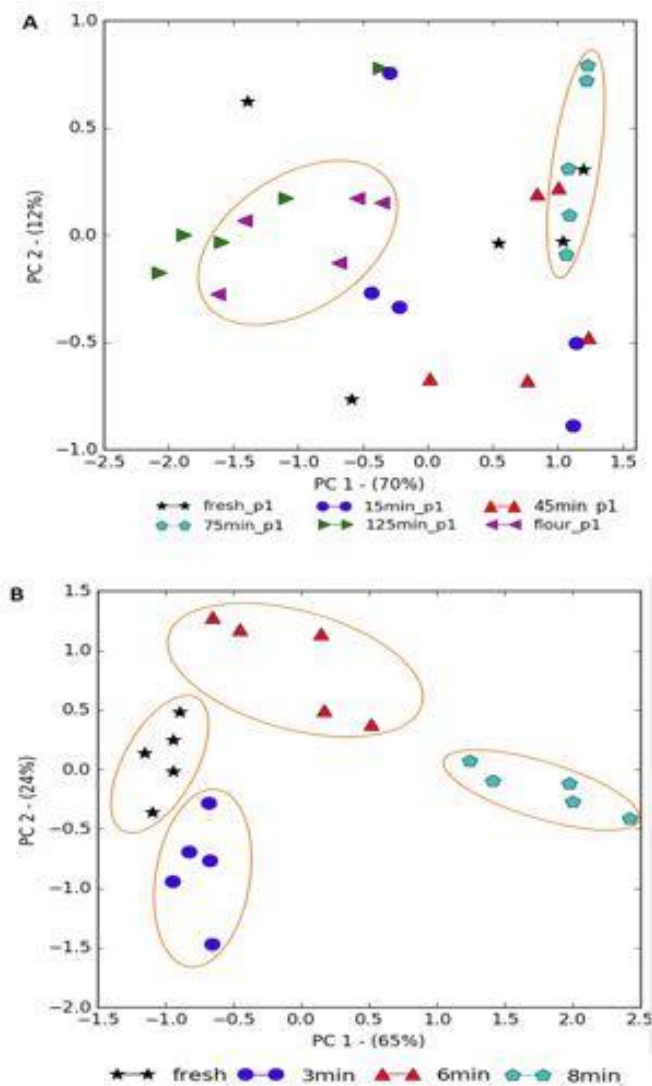 A
1.0
0.5
0.0
−0.5
−1.0
PC 2 - (12%)
−2.5 −2.0 −1.5 −1.0 −0.5 0.0 0.5 1.0 1.5
PC 1 - (70%)
fresh_p1 15min_p1 45min_p1
75min_p1 125min_p1 flour_p1
B
1.5
1.0
0.5
0.0
−0.5
−1.0
−1.5
−2.0
PC 2 - (24%)
−1.5 −1.0 −0.5 0.0 0.5 1.0 1.5 2.0 2.5
PC 1 - (65%)
fresh 3min 6min 8min